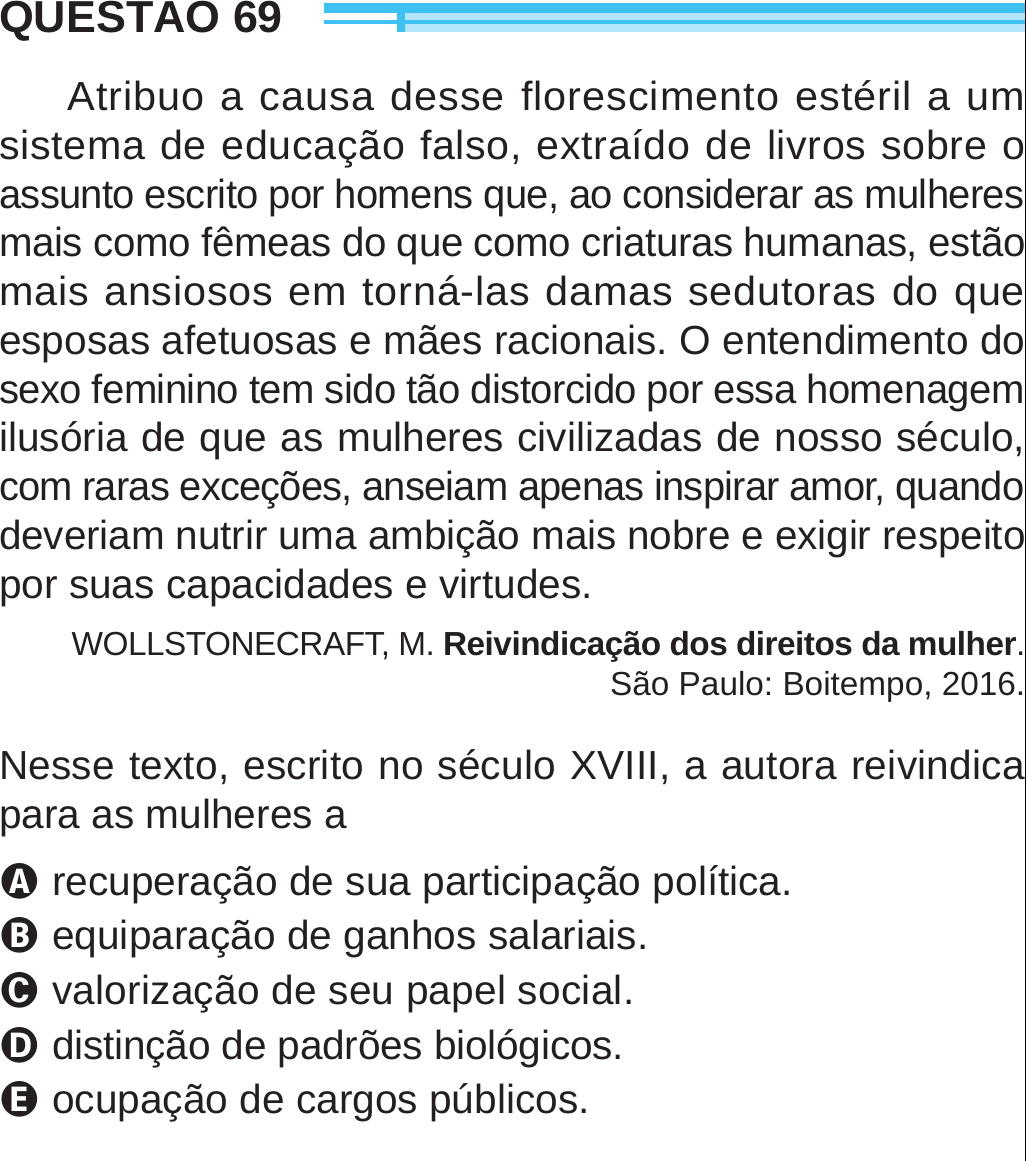 QUESTÃO 69
Atribuo a causa desse florescimento estéril a um
sistema de educação falso, extraído de livros sobre o
assunto escrito por homens que, ao considerar as mulheres
mais como fêmeas do que como criaturas humanas, estão
mais ansiosos em torná-las damas sedutoras do que
esposas afetuosas e mães racionais. O entendimento do
sexo feminino tem sido tão distorcido por essa homenagem
ilusória de que as mulheres civilizadas de nosso século,
com raras exceções, anseiam apenas inspirar amor, quando
deveriam nutrir uma ambição mais nobre e exigir respeito
por suas capacidades e virtudes.
WOLLSTONECRAFT, M. Reivindicação dos direitos da mulher.
São Paulo: Boitempo, 2016.
Nesse texto, escrito no século XVIII, a autora reivindica
para as mulheres a
A recuperação de sua participação política.
B equiparação de ganhos salariais.
C valorização de seu papel social.
D distinção de padrões biológicos.
E ocupação de cargos públicos.